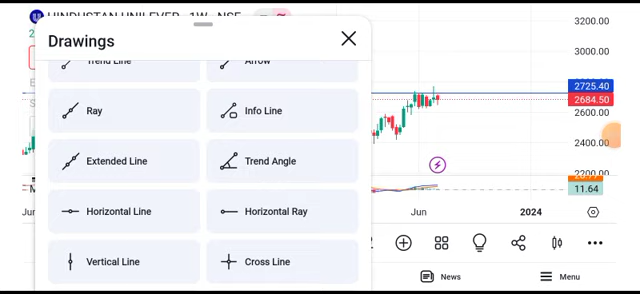 HINDUSTAN UNILEVER · 1W · NSE
Drawings
Trend Line
Arrow
Ray
Info Line
Extended Line
Trend Angle
Horizontal Line
Horizontal Ray
Vertical Line
Cross Line
3200.00
3000.00
2725.40
2684.50
2600.00
2400.00
2200.00
11.64
Jun
2024
News
Menu